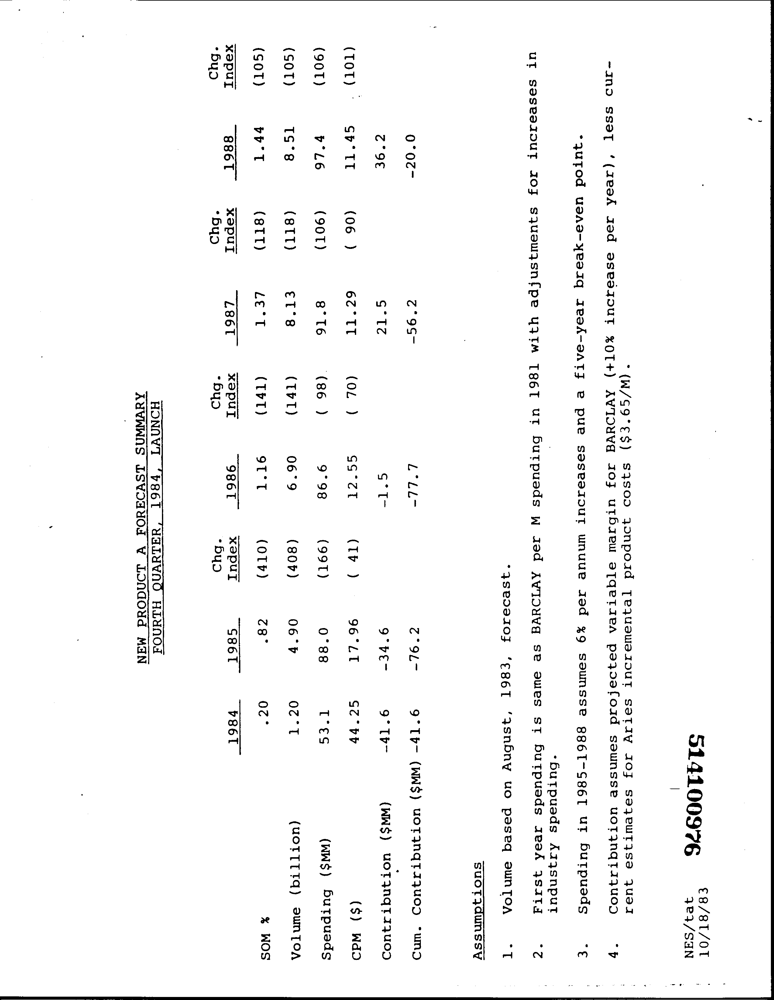 NEW PRODUCT A FORECAST SUMMARY
FOURTH QUARTER, 1984, LAUNCH
Chg. Chg. Chg. Chg.
1984 1985 Index 1986 Index 1987 Index 1988 Index
SOM % .20 .82 (410) 1.16 (141) 1.37 (118) 1.44 (105)
Volume (billion) 1.20 4.90 (408) 6.90 (141) 8.13 (118) 8.51 (105)
Spending ($MM) 53.1 88.0 (166) 86.6 ( 98) 91.8 (106) 97.4 (106)
CPM ($) 44.25 17.96 ( 41) 12.55 ( 70) 11.29 ( 90) 11.45 (101)
Contribution ($MM) -41.6 -34.6 -1.5 21.5 36.2
Cum. Contribution ($MM) -41.6 -76.2 -77.7 -56.2 -20.0
Assumptions
1. Volume based on August, 1983, forecast.
2. First year spending is same as BARCLAY per M spending in 1981 with adjustments for increases in
industry spending.
3. Spending in 1985-1988 assumes 6% per annum increases and a five-year break-even point.
4. Contribution assumes projected variable margin for BARCLAY (+10% increase per year), less cur-
rent estimates for Aries incremental product costs ($3.65/M).
NES/tat
10/18/83
514100976